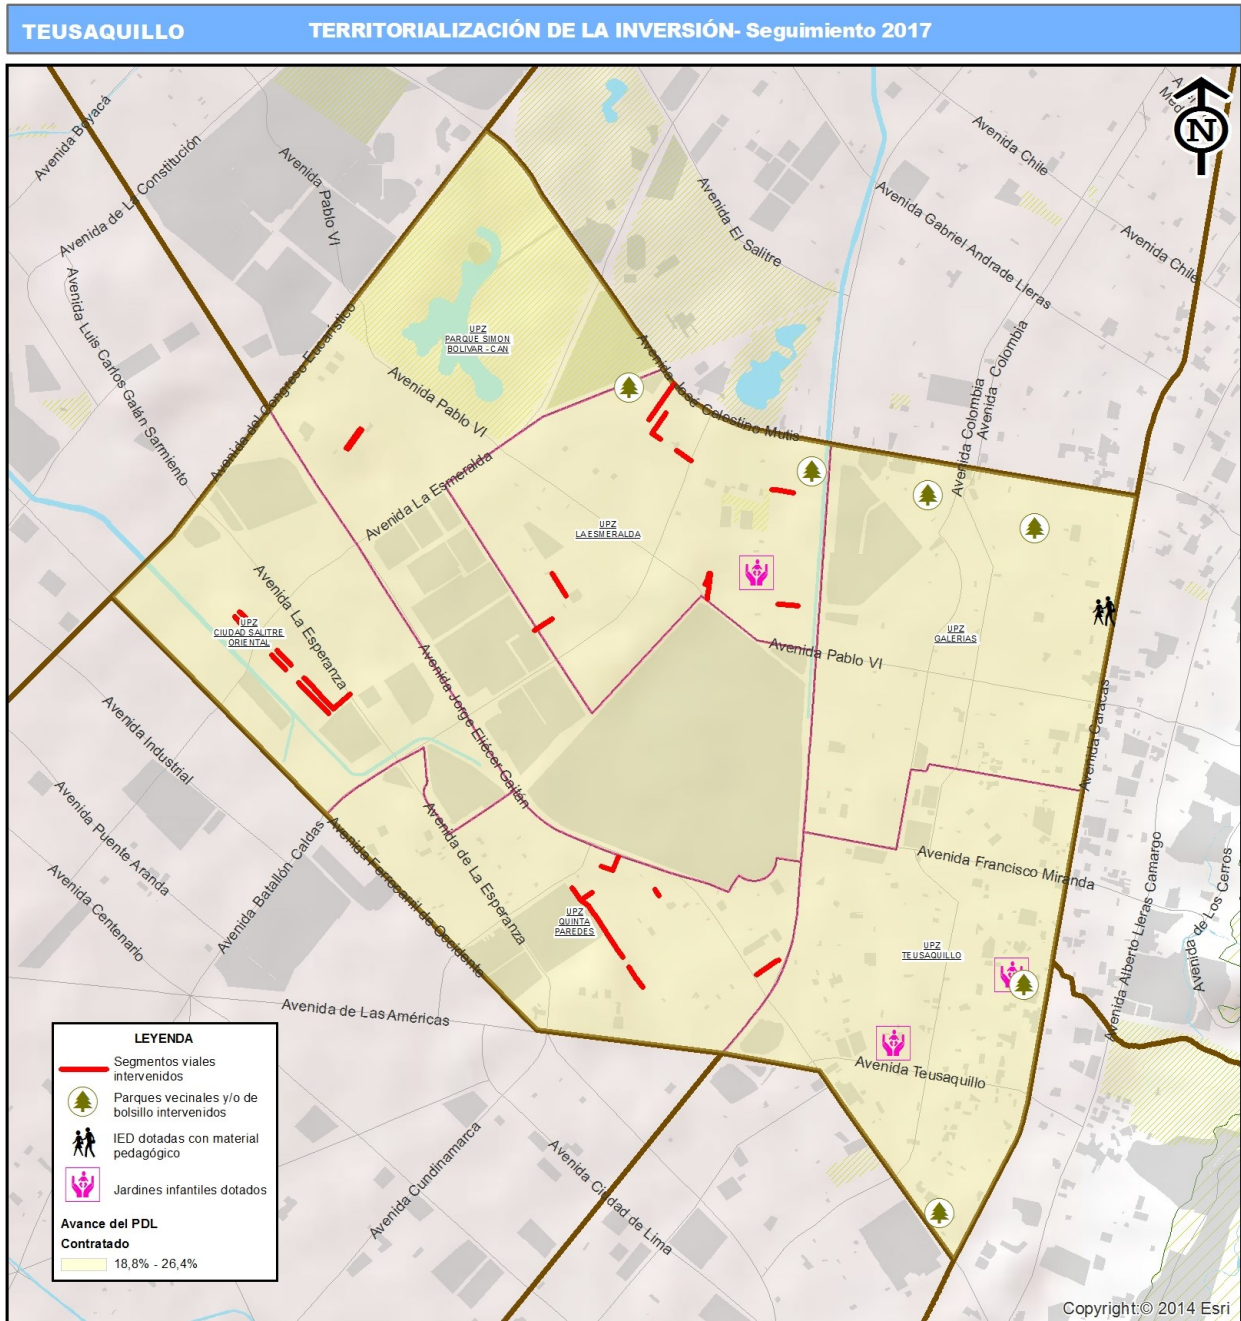 TEUSAQUILLO
TERRITORIALIZACIÓN DE LA INVERSIÓN- Seguimiento 2017
Avenida Boyacá
Avenida de La Constitución
Avenida Pablo VI
Avenida Luis Carlos Galán Sarmiento
Avenida del Congreso Eucarístico
Avenida El Salitre
Avenida Chile
Avenida Gabriel Andrade Lleras
Avenida Chile
Avenida Colombia
Avenida Colombia
N
UPZ
PARQUE SIMON
BOLIVAR - CAN
Avenida José Celestino Mutis
Avenida Pablo VI
Avenida La Esmeralda
UPZ
LA ESMERALDA
Avenida La Esperanza
UPZ
CIUDAD SALITRE
ORIENTAL
UPZ
GALERIAS
Avenida Pablo VI
Avenida Jorge Eliécer Gaitán
Avenida Caracas
Avenida Industrial
Avenida Puente Aranda
Avenida Centenario
Avenida Batallón Caldas
Avenida Ferrocarril de Occidente
Avenida de La Esperanza
Avenida Francisco Miranda
Avenida Alberto Lleras Camargo
Avenida de Los Cerros
UPZ
QUINTA
PAREDES
UPZ
TEUSAQUILLO
Avenida de Las Américas
Avenida Teusaquillo
Avenida Cundinamarca
Avenida Ciudad de Lima
LEYENDA
Segmentos viales
intervenidos
Parques vecinales y/o de
bolsillo intervenidos
IED dotadas con material
pedagógico
Jardines infantiles dotados
Avance del PDL
Contratado
18,8% - 26,4%
Copyright:© 2014 Esri